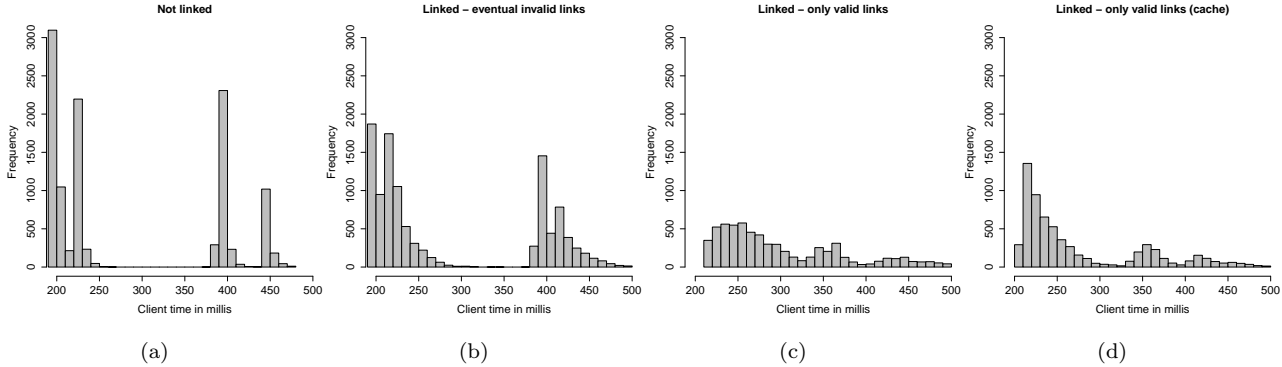 Not linked
Frequency
0 500 1000 1500 2000 2500 3000
200 250 300 350 400 450 500
Client time in millis
(a)
Linked − eventual invalid links
Frequency
0 500 1000 1500 2000 2500 3000
200 250 300 350 400 450 500
Client time in millis
(b)
Linked − only valid links
Frequency
0 500 1000 1500 2000 2500 3000
200 250 300 350 400 450 500
Client time in millis
(c)
Linked − only valid links (cache)
Frequency
0 500 1000 1500 2000 2500 3000
200 250 300 350 400 450 500
Client time in millis
(d)